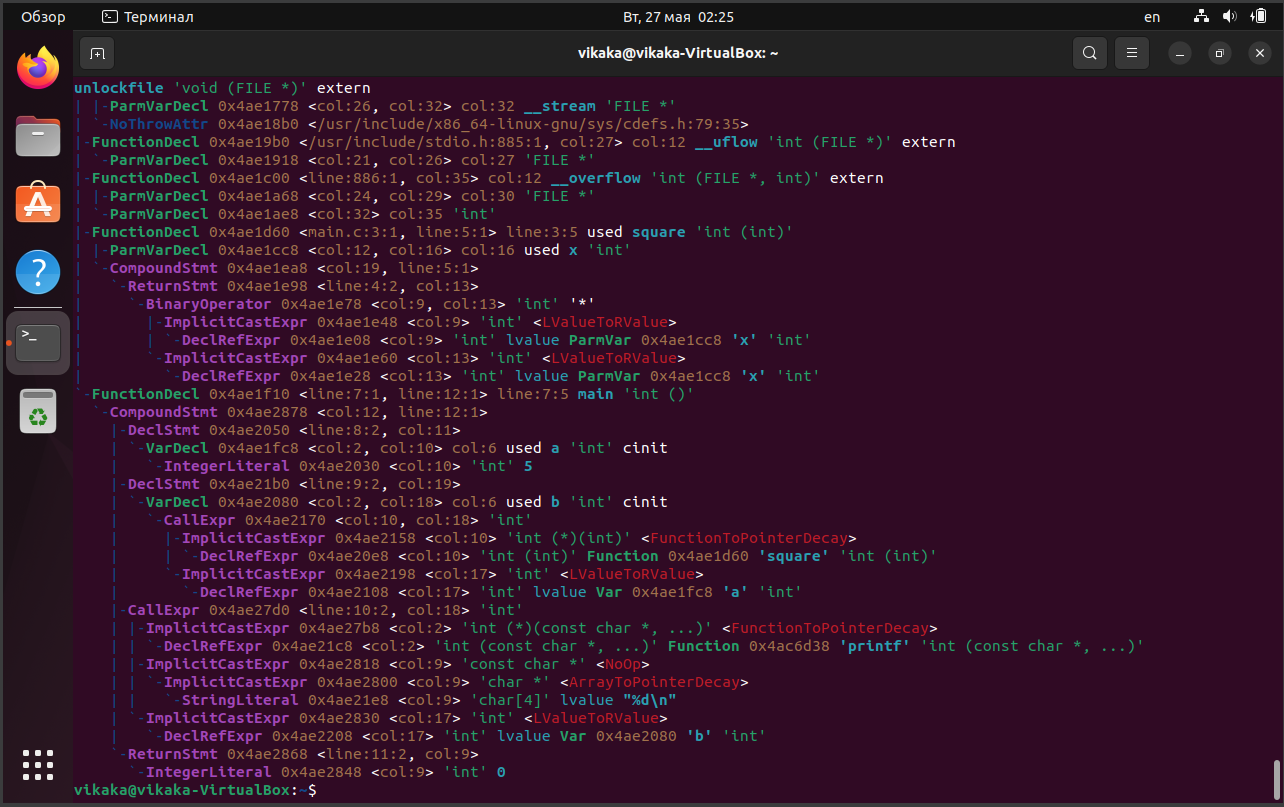 Обзор
Терминал
Вт, 27 мая 02:25
en
vikaka@vikaka-VirtualBox: ~
unlockfile 'void (FILE *)' extern
| |-ParmVarDecl 0x4ae1778 <col:26, col:32> col:32 __stream 'FILE *'
| `-NoThrowAttr 0x4ae18b0 </usr/include/x86_64-linux-gnu/sys/cdefs.h:79:35>
|-FunctionDecl 0x4ae19b0 </usr/include/stdio.h:885:1, col:27> col:12 __uflow 'int (FILE *)' extern
| `-ParmVarDecl 0x4ae1918 <col:21, col:26> col:27 'FILE *'
|-FunctionDecl 0x4ae1c00 <line:886:1, col:35> col:12 __overflow 'int (FILE *, int)' extern
| |-ParmVarDecl 0x4ae1a68 <col:24, col:29> col:30 'FILE *'
| `-ParmVarDecl 0x4ae1ae8 <col:32> col:35 'int'
|-FunctionDecl 0x4ae1d60 <main.c:3:1, line:5:1> line:3:5 used square 'int (int)'
| |-ParmVarDecl 0x4ae1cc8 <col:12, col:16> col:16 used x 'int'
| `-CompoundStmt 0x4ae1ea8 <col:19, line:5:1>
|   `-ReturnStmt 0x4ae1e98 <line:4:2, col:13>
|     `-BinaryOperator 0x4ae1e78 <col:9, col:13> 'int' '*'
|       |-ImplicitCastExpr 0x4ae1e48 <col:9> 'int' <LValueToRValue>
|       | `-DeclRefExpr 0x4ae1e08 <col:9> 'int' lvalue ParmVar 0x4ae1cc8 'x' 'int'
|       `-ImplicitCastExpr 0x4ae1e60 <col:13> 'int' <LValueToRValue>
|         `-DeclRefExpr 0x4ae1e28 <col:13> 'int' lvalue ParmVar 0x4ae1cc8 'x' 'int'
`-FunctionDecl 0x4ae1f10 <line:7:1, line:12:1> line:7:5 main 'int ()'
  `-CompoundStmt 0x4ae2878 <col:12, line:12:1>
    |-DeclStmt 0x4ae2050 <line:8:2, col:11>
    | `-VarDecl 0x4ae1fc8 <col:2, col:10> col:6 used a 'int' cinit
    |   `-IntegerLiteral 0x4ae2030 <col:10> 'int' 5
    |-DeclStmt 0x4ae21b0 <line:9:2, col:19>
    | `-VarDecl 0x4ae2080 <col:2, col:18> col:6 used b 'int' cinit
    |   `-CallExpr 0x4ae2170 <col:10, col:18> 'int'
    |     |-ImplicitCastExpr 0x4ae2158 <col:10> 'int (*)(int)' <FunctionToPointerDecay>
    |     | `-DeclRefExpr 0x4ae20e8 <col:10> 'int (int)' Function 0x4ae1d60 'square' 'int (int)'
    |     `-ImplicitCastExpr 0x4ae2198 <col:17> 'int' <LValueToRValue>
    |       `-DeclRefExpr 0x4ae2108 <col:17> 'int' lvalue Var 0x4ae1fc8 'a' 'int'
    |-CallExpr 0x4ae27d0 <line:10:2, col:18> 'int'
    | |-ImplicitCastExpr 0x4ae27b8 <col:2> 'int (*)(const char *, ...)' <FunctionToPointerDecay>
    | | `-DeclRefExpr 0x4ae21c8 <col:2> 'int (const char *, ...)' Function 0x4ac6d38 'printf' 'int (const char *, ...)'
    | |-ImplicitCastExpr 0x4ae2818 <col:9> 'const char *' <NoOp>
    | | `-ImplicitCastExpr 0x4ae2800 <col:9> 'char *' <ArrayToPointerDecay>
    | |   `-StringLiteral 0x4ae21e8 <col:9> 'char[4]' lvalue "%d\n"
    | `-ImplicitCastExpr 0x4ae2830 <col:17> 'int' <LValueToRValue>
    |   `-DeclRefExpr 0x4ae2208 <col:17> 'int' lvalue Var 0x4ae2080 'b' 'int'
    `-ReturnStmt 0x4ae2868 <line:11:2, col:9>
      `-IntegerLiteral 0x4ae2848 <col:9> 'int' 0
vikaka@vikaka-VirtualBox:~$